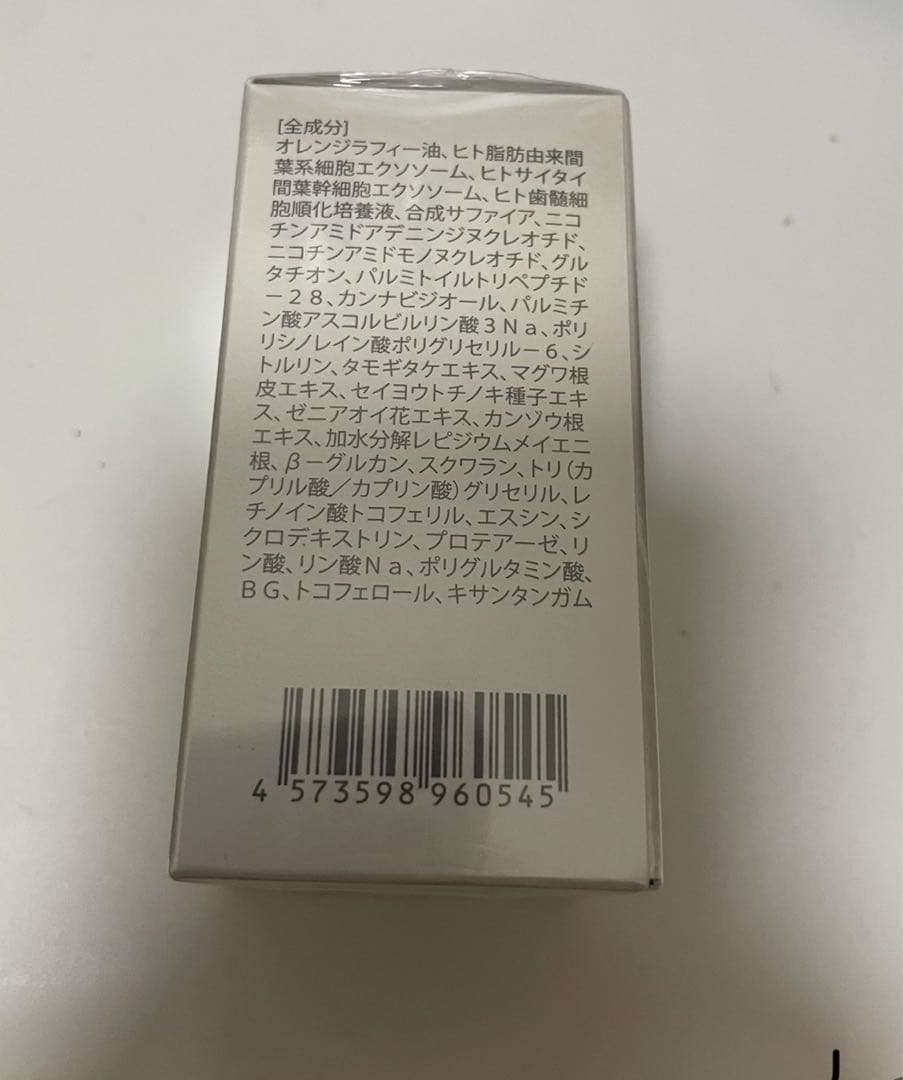 [全成分]
オレンジラフィー油、ヒト脂肪由来間
葉系細胞エクソソーム、ヒトサイタイ
間葉幹細胞エクソソーム、ヒト歯髄細
胞順化培養液、合成サファイア、ニコ
チンアミドアデニンジヌクレオチド、
ニコチンアミドモノヌクレオチド、グル
タチオン、パルミトイルトリペプチド
－２８、カンナビジオール、パルミチ
ン酸アスコルビルリン酸３Ｎａ、ポリ
リシノレイン酸ポリグリセリル－６、シ
トルリン、タモギタケエキス、マグワ根
皮エキス、セイヨウトチノキ種子エキ
ス、ゼニアオイ花エキス、カンゾウ根
エキス、加水分解レピジウムメイエニ
根、β－グルカン、スクワラン、トリ（カ
プリル酸／カプリン酸）グリセリル、レ
チノイン酸トコフェリル、エスシン、シ
クロデキストリン、プロテアーゼ、リ
ン酸、リン酸Ｎａ、ポリグルタミン酸、
ＢＧ、トコフェロール、キサンタンガム
4 573598 960545